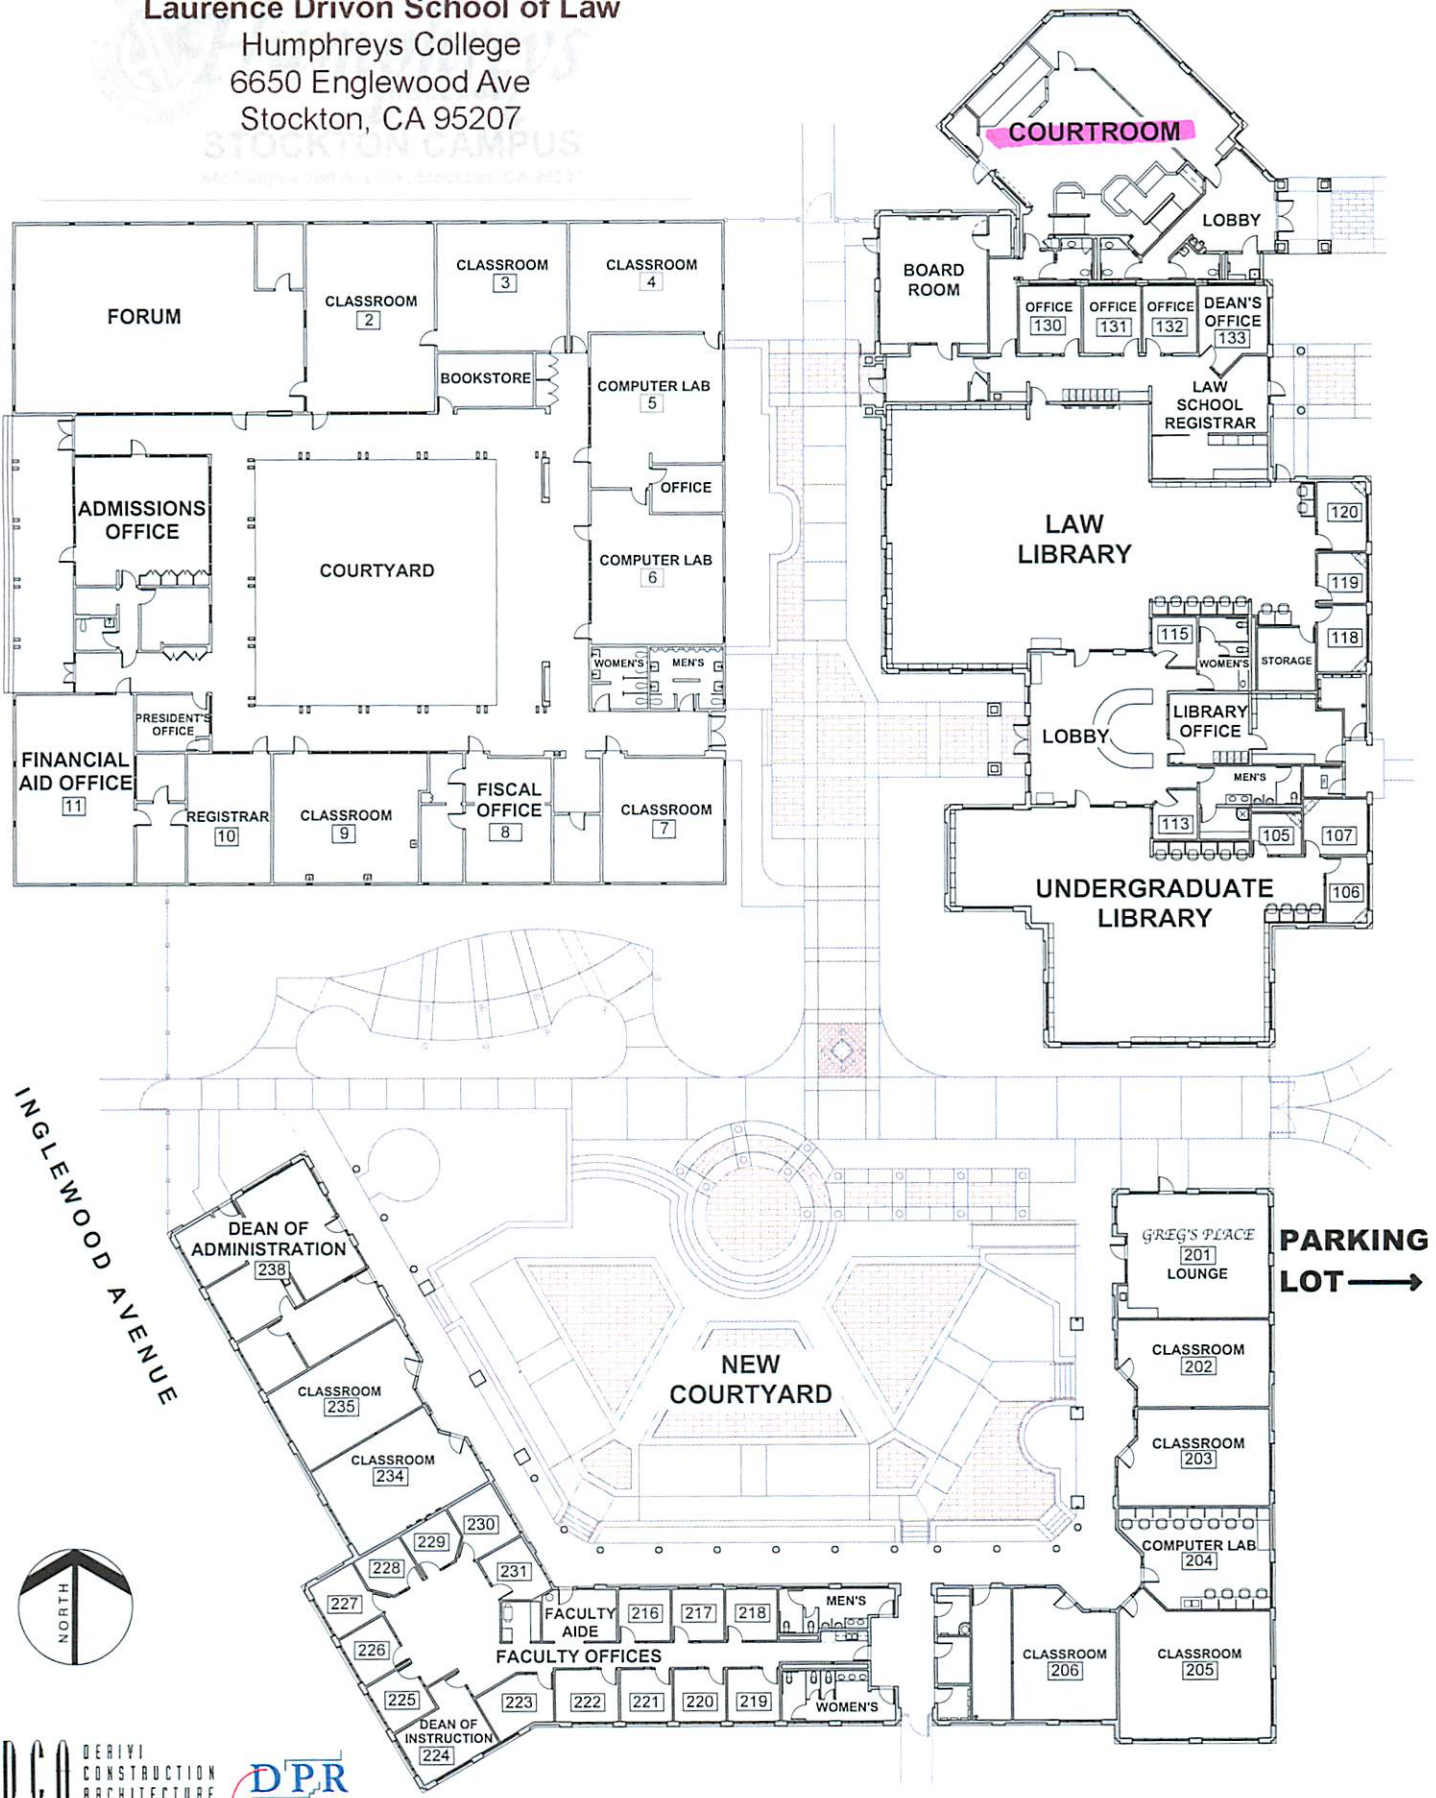 Laurence Drivon School of Law
Humphreys College
6650 Englewood Ave
Stockton, CA 95207
STOCKTON CAMPUS
COURTROOM
LOBBY
BOARD
ROOM
OFFICE
130
OFFICE
131
OFFICE
132
DEAN'S
OFFICE
133
LAW
SCHOOL
REGISTRAR
FORUM
CLASSROOM
2
CLASSROOM
3
CLASSROOM
4
BOOKSTORE
COMPUTER LAB
5
OFFICE
COMPUTER LAB
6
ADMISSIONS
OFFICE
COURTYARD
WOMEN'S
MEN'S
PRESIDENT'S
OFFICE
FINANCIAL
AID OFFICE
11
REGISTRAR
10
CLASSROOM
9
FISCAL
OFFICE
8
CLASSROOM
7
LAW
LIBRARY
120
119
118
115
WOMEN'S
STORAGE
LIBRARY
OFFICE
LOBBY
MEN'S
113
105
107
106
UNDERGRADUATE
LIBRARY
INGLEWOOD AVENUE
DEAN OF
ADMINISTRATION
238
CLASSROOM
235
CLASSROOM
234
NEW
COURTYARD
GREG'S PLACE
201
LOUNGE
PARKING
LOT
CLASSROOM
202
CLASSROOM
203
COMPUTER LAB
204
CLASSROOM
205
CLASSROOM
206
230
229
228
231
227
226
225
FACULTY
AIDE
216
217
218
MEN'S
FACULTY OFFICES
223
222
221
220
219
WOMEN'S
DEAN OF
INSTRUCTION
224
NORTH
DCA
DERIVI
CONSTRUCTION
ARCHITECTURE
DPR